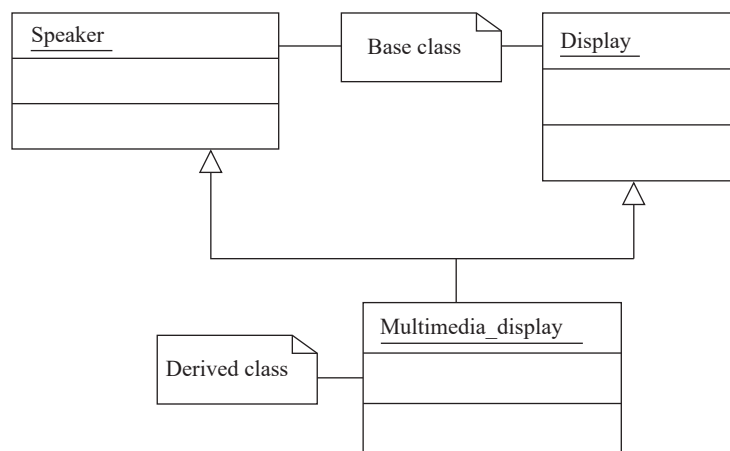 Speaker
Base class
Display
Multimedia_display
Derived class